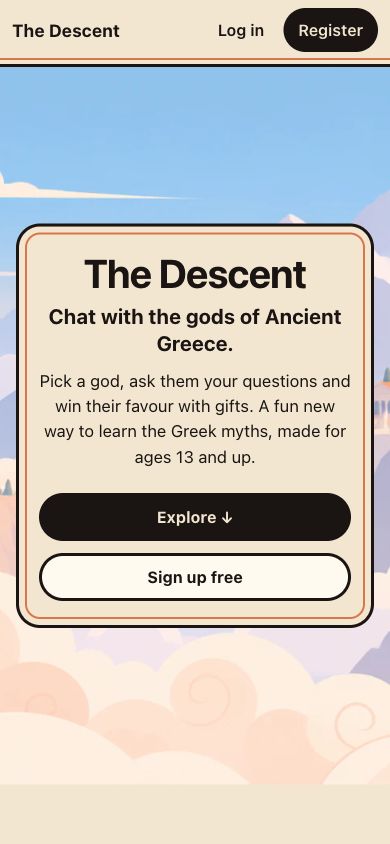 The Descent
Log in
Register
The Descent
Chat with the gods of Ancient
Greece.
Pick a god, ask them your questions and
win their favour with gifts. A fun new
way to learn the Greek myths, made for
ages 13 and up.
Explore ↓
Sign up free